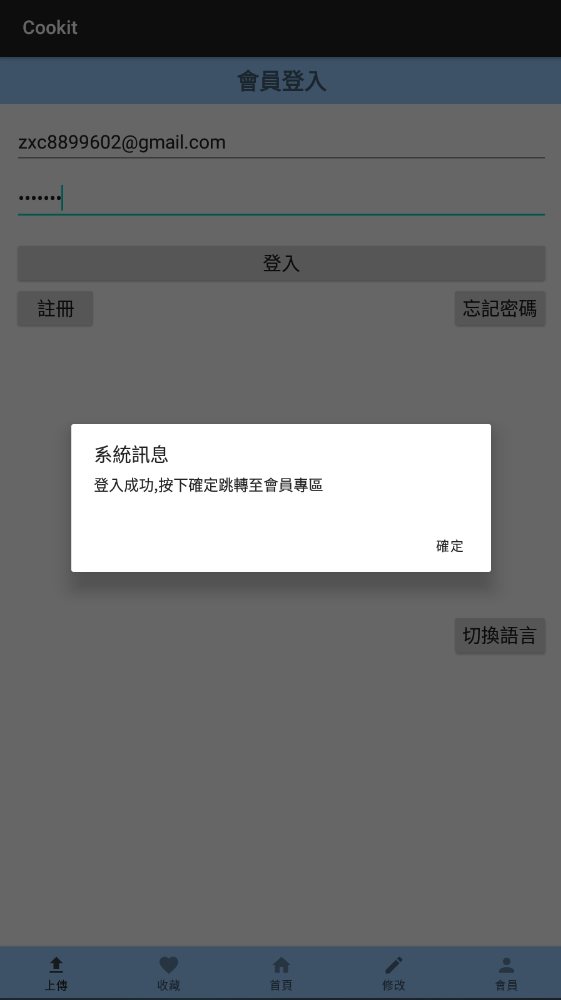 Cookit
會員登入
zxc8899602@gmail.com
•••••••
登入
註冊
忘記密碼
系統訊息
登入成功,按下確定跳轉至會員專區
確定
切換語言
上傳
收藏
首頁
修改
會員